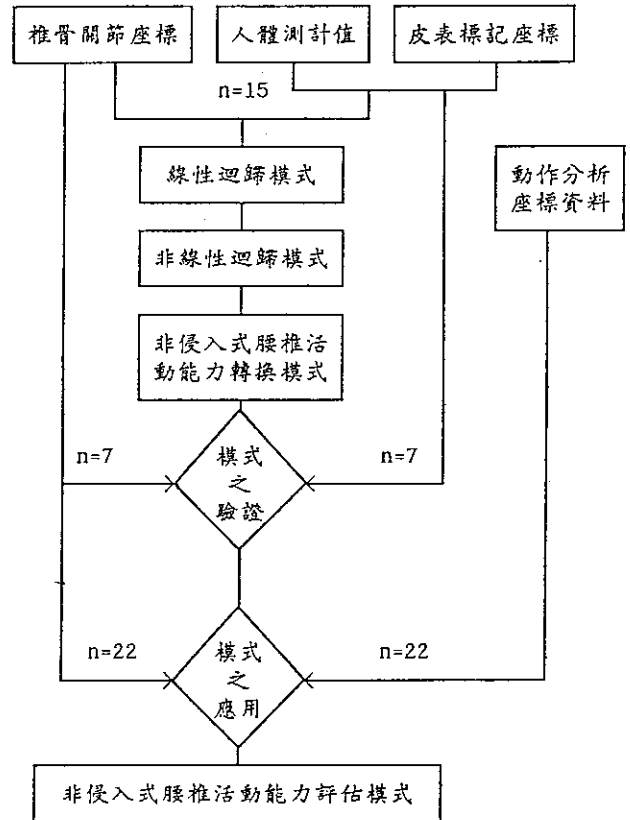 椎骨關節座標
人體測計值
皮表標記座標
n=15
線性迴歸模式
動作分析
座標資料
非線性迴歸模式
非侵入式腰椎活
動能力轉換模式
n=7
n=7
模式
之
驗證
n=22
n=22
模式
之
應用
非侵入式腰椎活動能力評估模式